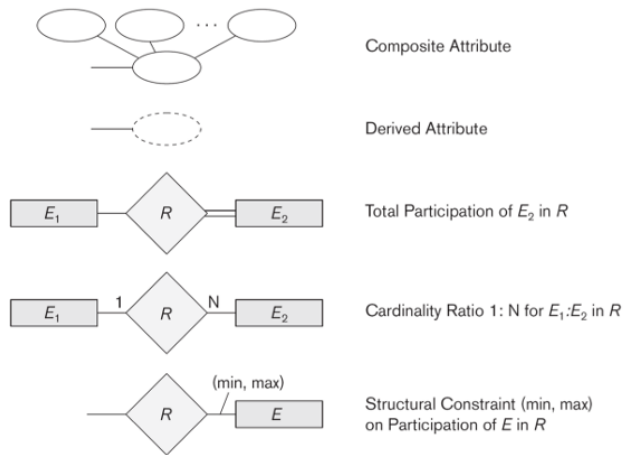 ...
Composite Attribute
Derived Attribute
E₁ R E₂ Total Participation of E₂ in R
E₁ 1 R N E₂ Cardinality Ratio 1: N for E₁:E₂ in R
(min, max)
R E
Structural Constraint (min, max)
on Participation of E in R